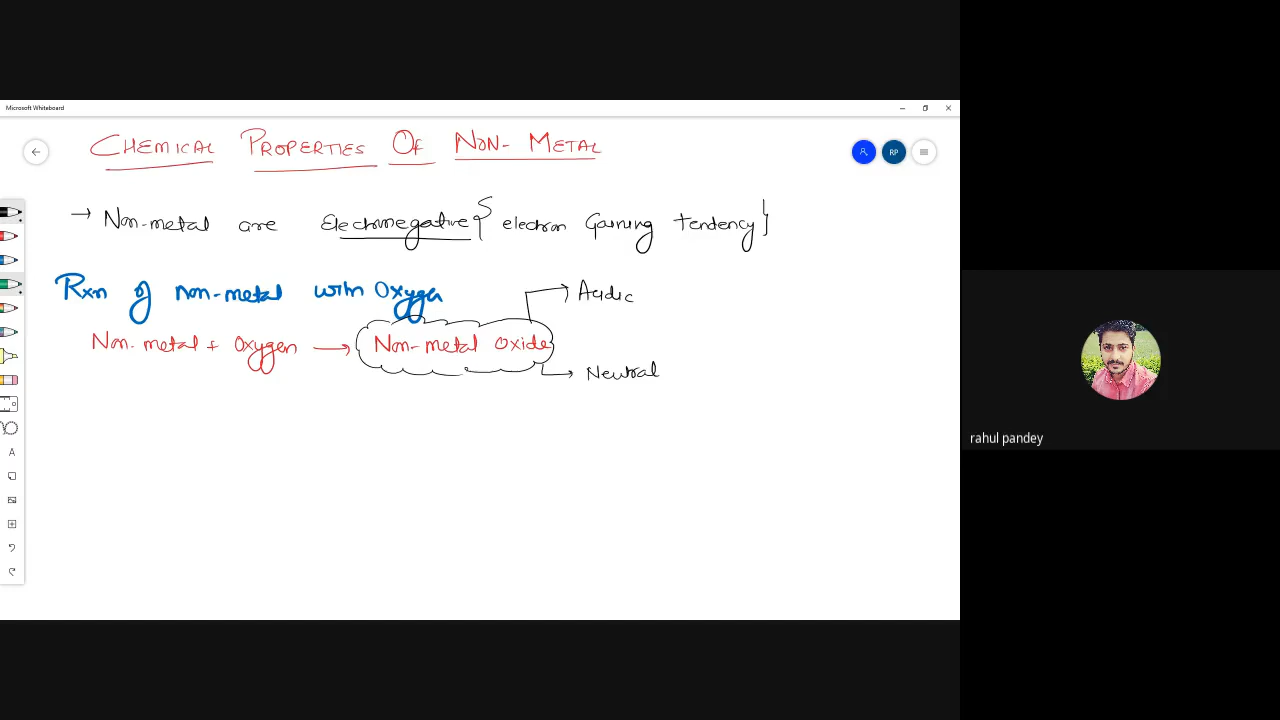 Microsoft Whiteboard
CHEMICAL PROPERTIES OF NON-METAL
RP
→ Non-metal are Electronegative { electron Gaining tendency }
Rxn of non-metal with Oxygen
→ Acidic
Non-metal + Oxygen → Non-metal Oxide
→ Neutral
rahul pandey
A